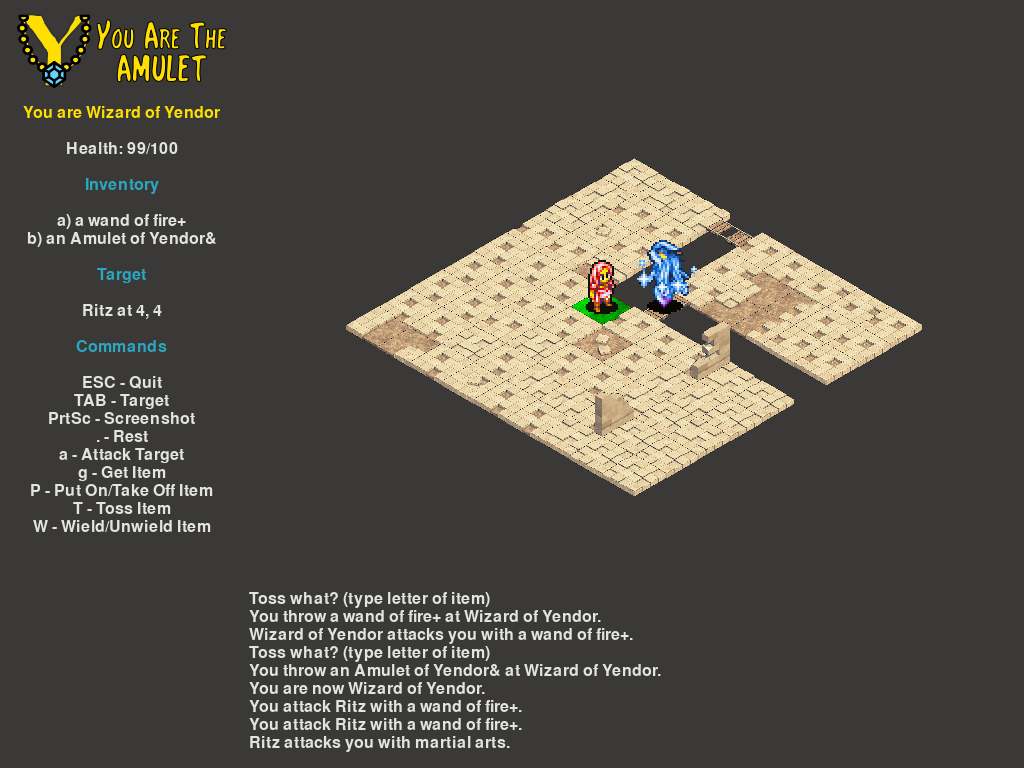 You Are The
AMULET
You are Wizard of Yendor
Health: 99/100
Inventory
a) a wand of fire+
b) an Amulet of Yendor&
Target
Ritz at 4, 4
Commands
ESC - Quit
TAB - Target
PrtSc - Screenshot
. - Rest
a - Attack Target
g - Get Item
P - Put On/Take Off Item
T - Toss Item
W - Wield/Unwield Item
Toss what? (type letter of item)
You throw a wand of fire+ at Wizard of Yendor.
Wizard of Yendor attacks you with a wand of fire+.
Toss what? (type letter of item)
You throw an Amulet of Yendor& at Wizard of Yendor.
You are now Wizard of Yendor.
You attack Ritz with a wand of fire+.
You attack Ritz with a wand of fire+.
Ritz attacks you with martial arts.